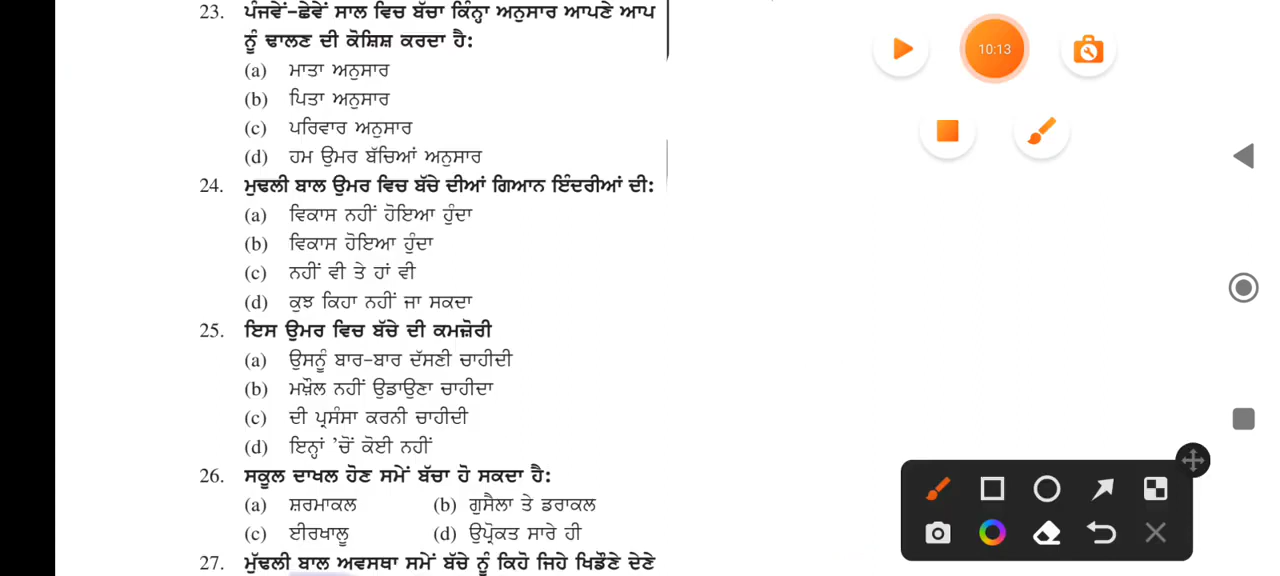 23. ਪੰਜਵੇਂ-ਛੇਵੇਂ ਸਾਲ ਵਿਚ ਬੱਚਾ ਕਿੰਨ੍ਹਾ ਅਨੁਸਾਰ ਆਪਣੇ ਆਪ
ਨੂੰ ਢਾਲਣ ਦੀ ਕੋਸ਼ਿਸ਼ ਕਰਦਾ ਹੈ:
(a) ਮਾਤਾ ਅਨੁਸਾਰ
(b) ਪਿਤਾ ਅਨੁਸਾਰ
(c) ਪਰਿਵਾਰ ਅਨੁਸਾਰ
(d) ਹਮ ਉਮਰ ਬੱਚਿਆਂ ਅਨੁਸਾਰ
24. ਮੁਢਲੀ ਬਾਲ ਉਮਰ ਵਿਚ ਬੱਚੇ ਦੀਆਂ ਗਿਆਨ ਇੰਦਰੀਆਂ ਦੀ:
(a) ਵਿਕਾਸ ਨਹੀਂ ਹੋਇਆ ਹੁੰਦਾ
(b) ਵਿਕਾਸ ਹੋਇਆ ਹੁੰਦਾ
(c) ਨਹੀਂ ਵੀ ਤੇ ਹਾਂ ਵੀ
(d) ਕੁਝ ਕਿਹਾ ਨਹੀਂ ਜਾ ਸਕਦਾ
25. ਇਸ ਉਮਰ ਵਿਚ ਬੱਚੇ ਦੀ ਕਮਜ਼ੋਰੀ
(a) ਉਸਨੂੰ ਬਾਰ-ਬਾਰ ਦੱਸਣੀ ਚਾਹੀਦੀ
(b) ਮਖ਼ੌਲ ਨਹੀਂ ਉਡਾਉਣਾ ਚਾਹੀਦਾ
(c) ਦੀ ਪ੍ਰਸੰਸਾ ਕਰਨੀ ਚਾਹੀਦੀ
(d) ਇਨ੍ਹਾਂ 'ਚੋਂ ਕੋਈ ਨਹੀਂ
26. ਸਕੂਲ ਦਾਖਲ ਹੋਣ ਸਮੇਂ ਬੱਚਾ ਹੋ ਸਕਦਾ ਹੈ:
(a) ਸ਼ਰਮਾਕਲ (b) ਗੁਸੈਲਾ ਤੇ ਡਰਾਕਲ
(c) ਈਰਖਾਲੂ (d) ਉਪ੍ਰੋਕਤ ਸਾਰੇ ਹੀ
27. ਮੁੱਢਲੀ ਬਾਲ ਅਵਸਥਾ ਸਮੇਂ ਬੱਚੇ ਨੂੰ ਕਿਹੋ ਜਿਹੇ ਖਿਡੌਣੇ ਦੇਣੇ
10:13